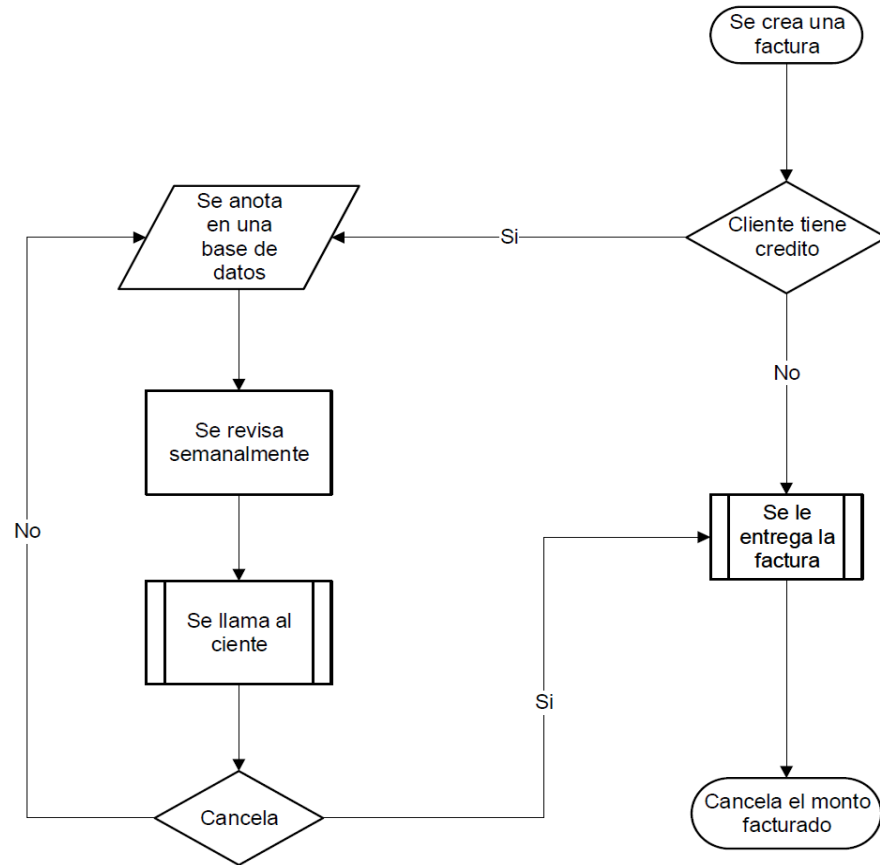 Se crea una
factura
Cliente tiene
credito
Si
No
Se anota
en una
base de
datos
Se revisa
semanalmente
Se llama al
ciente
Cancela
No
Si
Se le
entrega la
factura
Cancela el monto
facturado